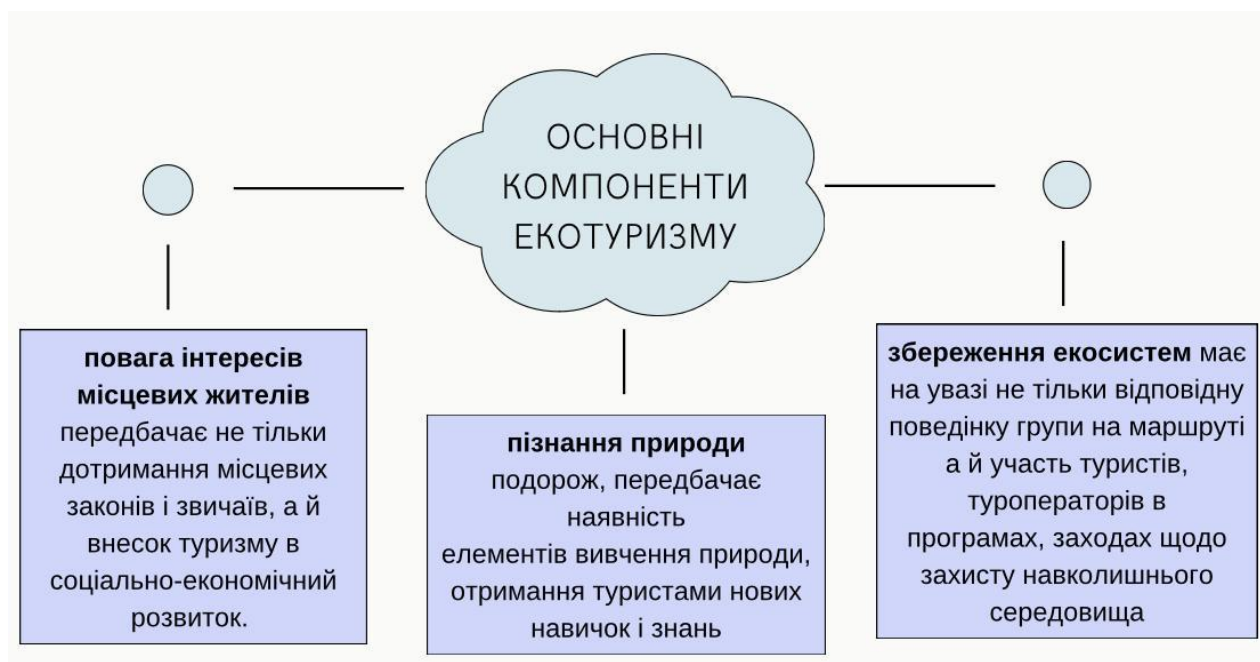 ОСНОВНІ
КОМПОНЕНТИ
ЕКОТУРИЗМУ
повага інтересів
місцевих жителів
передбачає не тільки
дотримання місцевих
законів і звичаїв, а й
внесок туризму в
соціально-економічний
розвиток.
пізнання природи
подорож, передбачає
наявність
елементів вивчення природи,
отримання туристами нових
навичок і знань
збереження екосистем має
на увазі не тільки відповідну
поведінку групи на маршруті
а й участь туристів,
туроператорів в
програмах, заходах щодо
захисту навколишнього
середовища